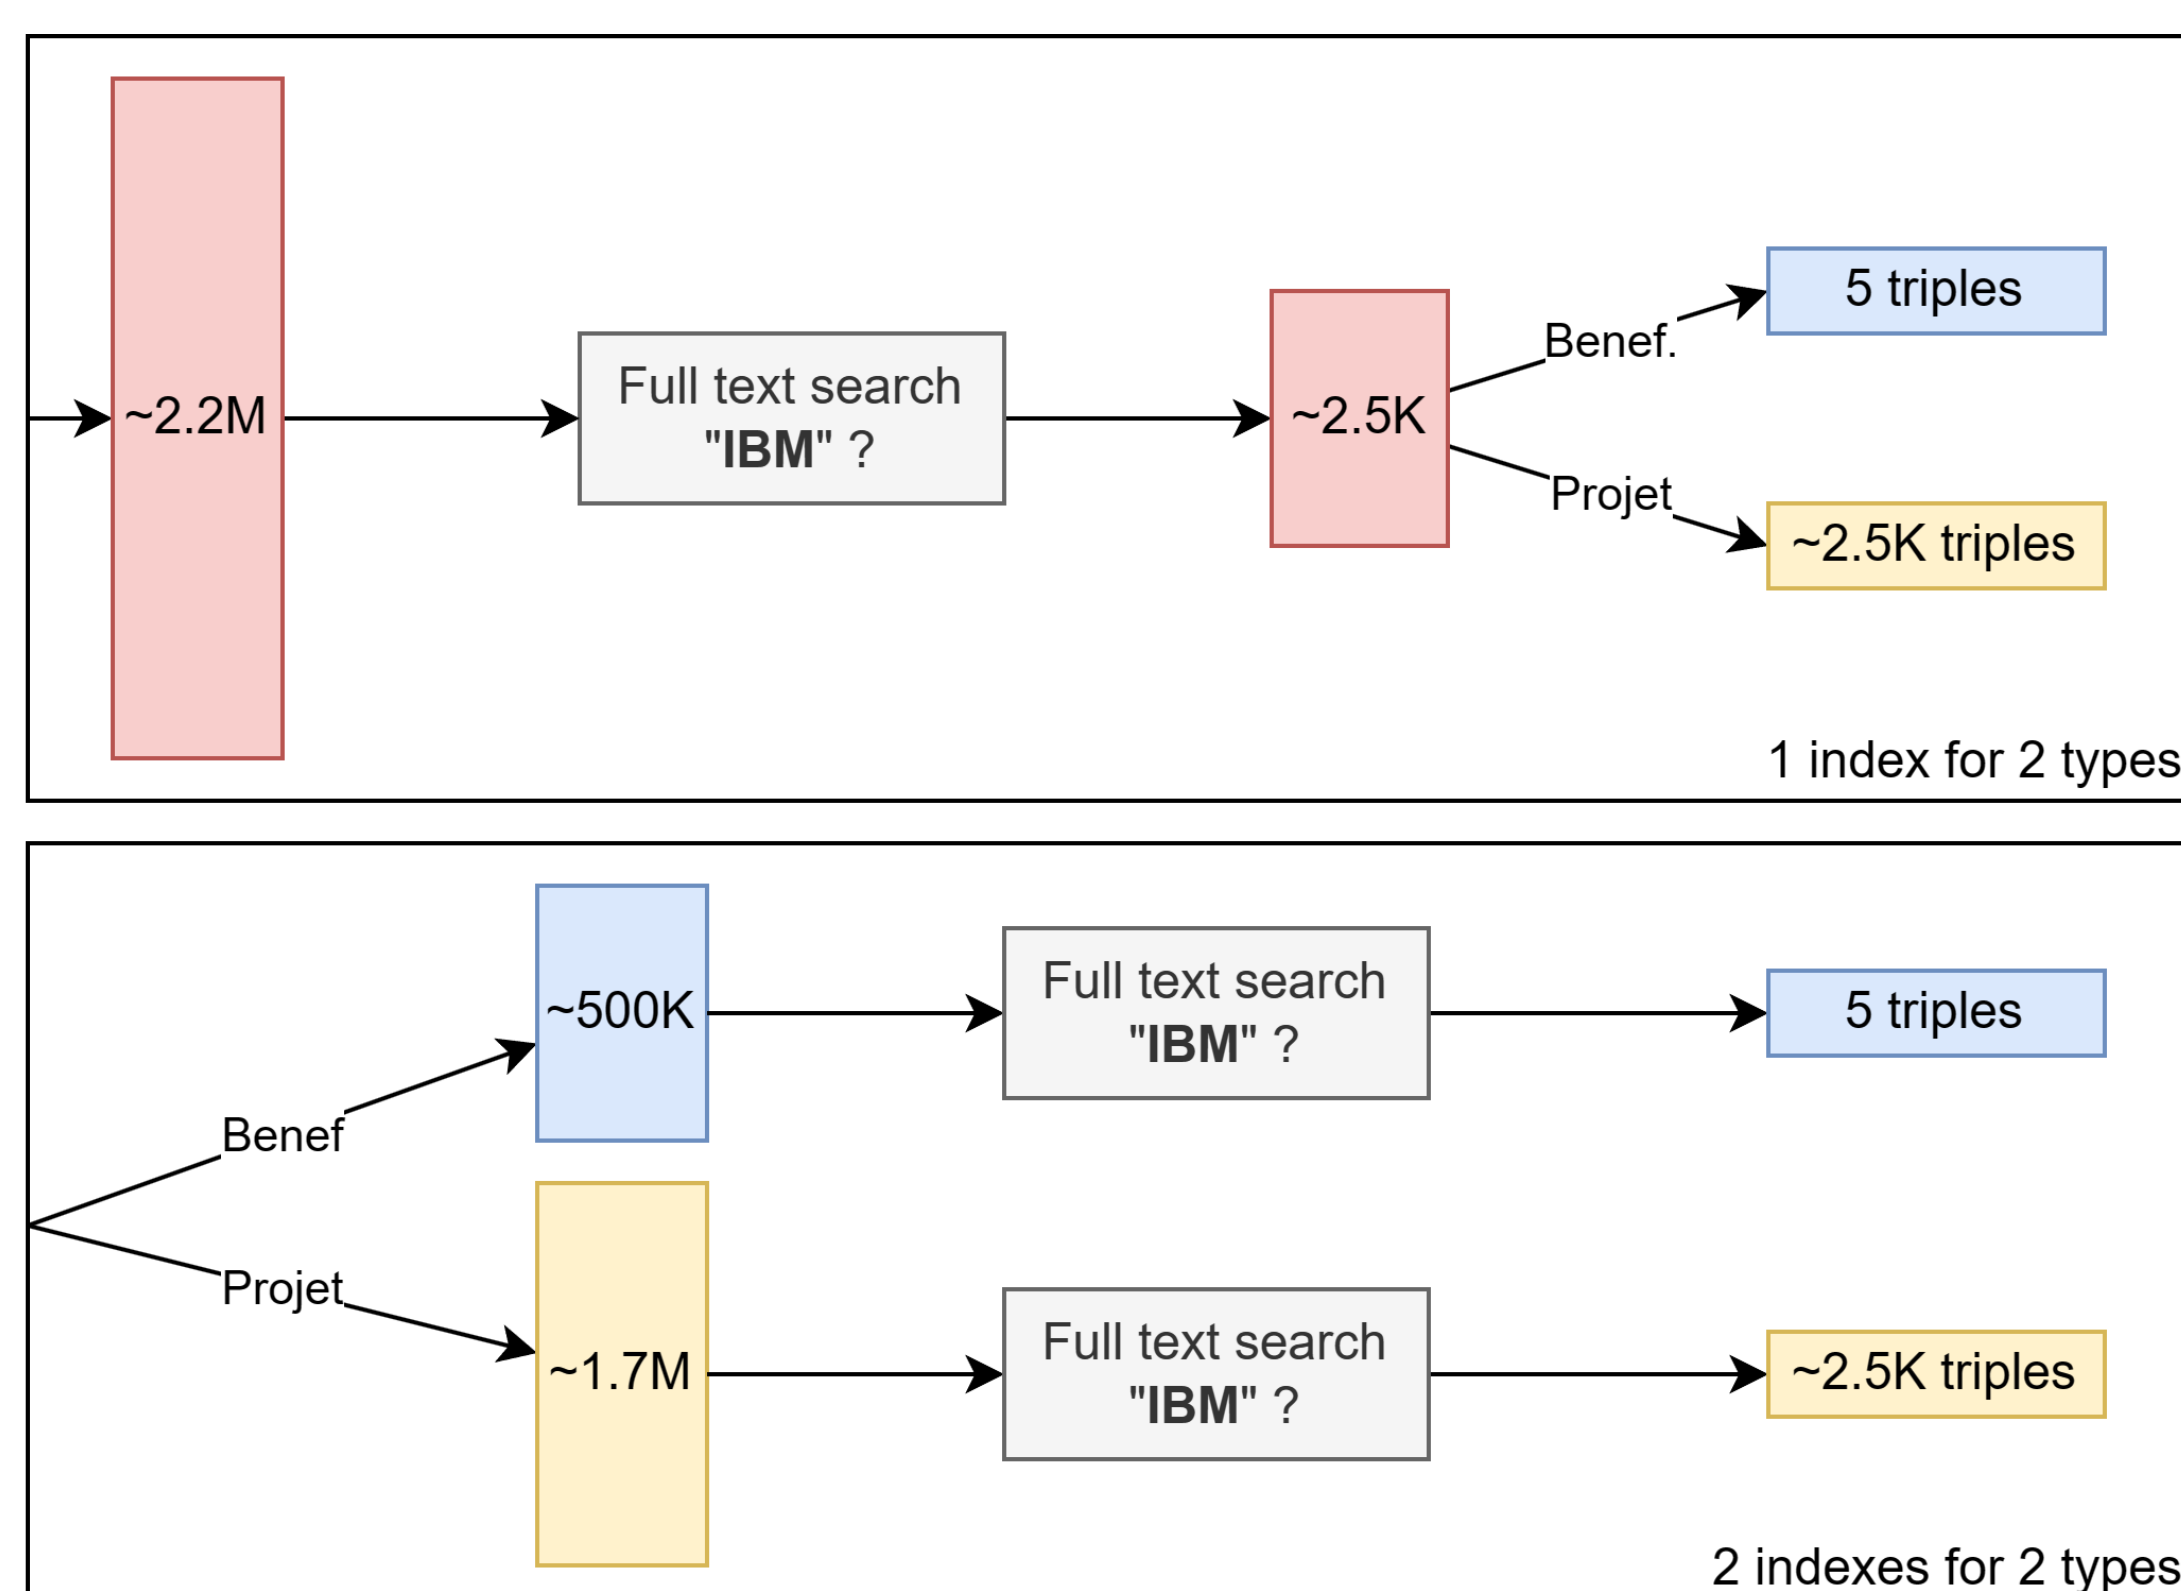 ~2.2M
Full text search
"IBM" ?
~2.5K
Benef.
5 triples
Projet
~2.5K triples
1 index for 2 types
Benef
~500K
Full text search
"IBM" ?
5 triples
Projet
~1.7M
Full text search
"IBM" ?
~2.5K triples
2 indexes for 2 types